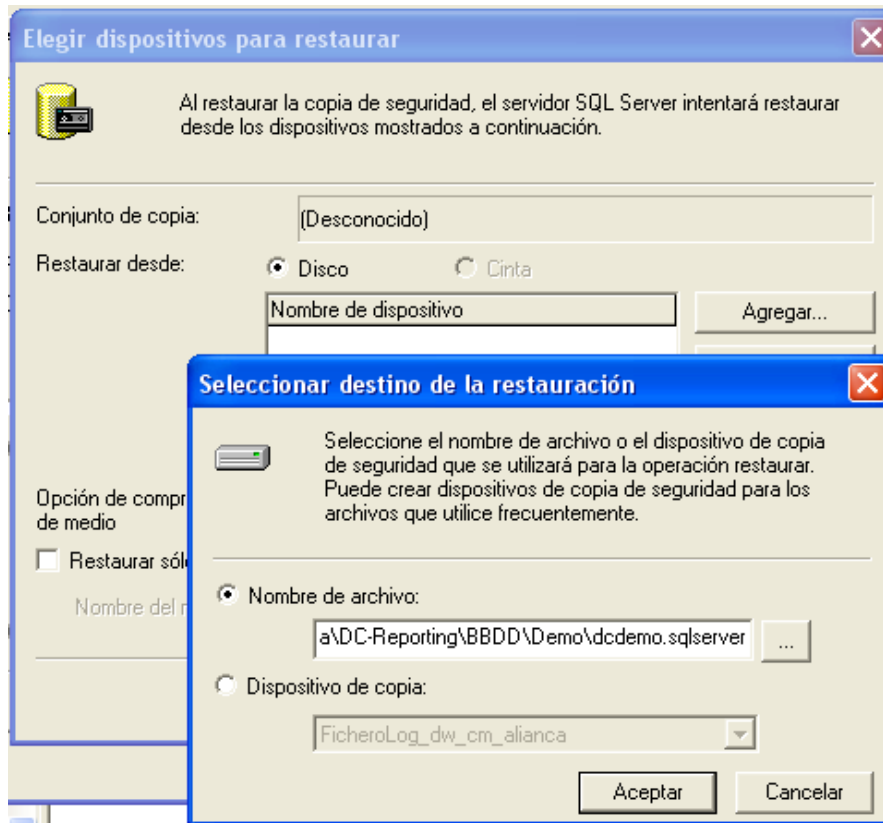 Elegir dispositivos para restaurar
Al restaurar la copia de seguridad, el servidor SQL Server intentará restaurar
desde los dispositivos mostrados a continuación.
Conjunto de copia:
(Desconocido)
Restaurar desde:
Disco
Cinta
Nombre de dispositivo
Agregar...
Seleccionar destino de la restauración
Seleccione el nombre de archivo o el dispositivo de copia
de seguridad que se utilizará para la operación restaurar.
Puede crear dispositivos de copia de seguridad para los
archivos que utilice frecuentemente.
Opción de compr
de medio
Restaurar sól
Nombre del
Nombre de archivo:
a\DC-Reporting\BBDD\Demo\dcdemo.sqlserver
...
Dispositivo de copia:
FicheroLog_dw_cm_alianca
Aceptar
Cancelar